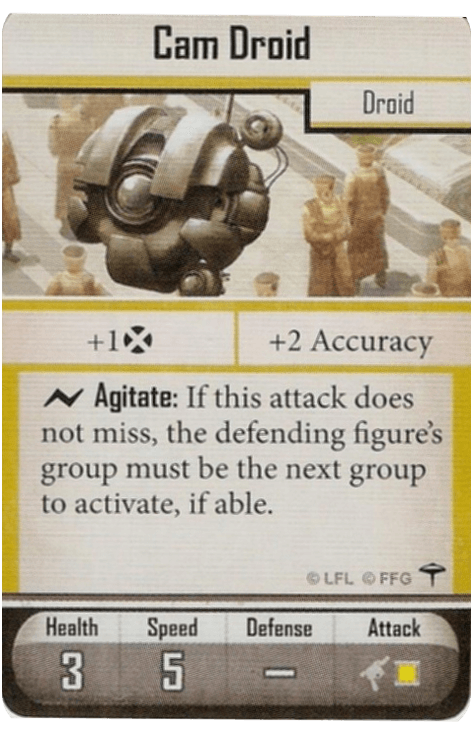 Cam Droid
Droid
+1
+2 Accuracy
Agitate: If this attack does
not miss, the defending figure's
group must be the next group
to activate, if able.
© LFL © FFG
Health Speed Defense Attack
3 5 –